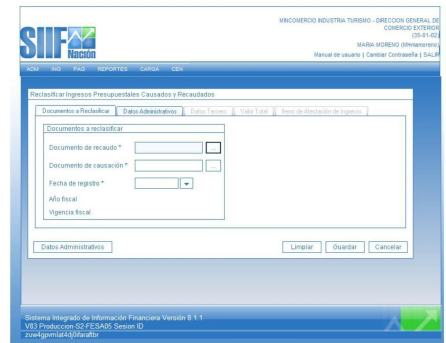 MINCOMERCIO INDUSTRIA TURISMO - DIRECCION GENERAL DE
COMERCIO EXTERIOR
(35-01-02)
MARIA MORENO (MHmamoreno)
Manual de usuario | Cambiar Contraseña | SALIR
SIIF
Nación
ADM ING PAG REPORTES CARGA CEN
Reclasificar Ingresos Presupuestales Causados y Recaudados
Documentos a Reclasificar Datos Administrativos Datos Tercero Valor Total Items de Afectación de Ingresos
Documentos a reclasificar
Documento de recaudo * ...
Documento de causación * ...
Fecha de registro *
Año fiscal
Vigencia fiscal
Datos Administrativos Limpiar Guardar Cancelar
Sistema Integrado de Información Financiera Versión 8.1.1
V83 Produccion-S2-FESA05 Sesion ID